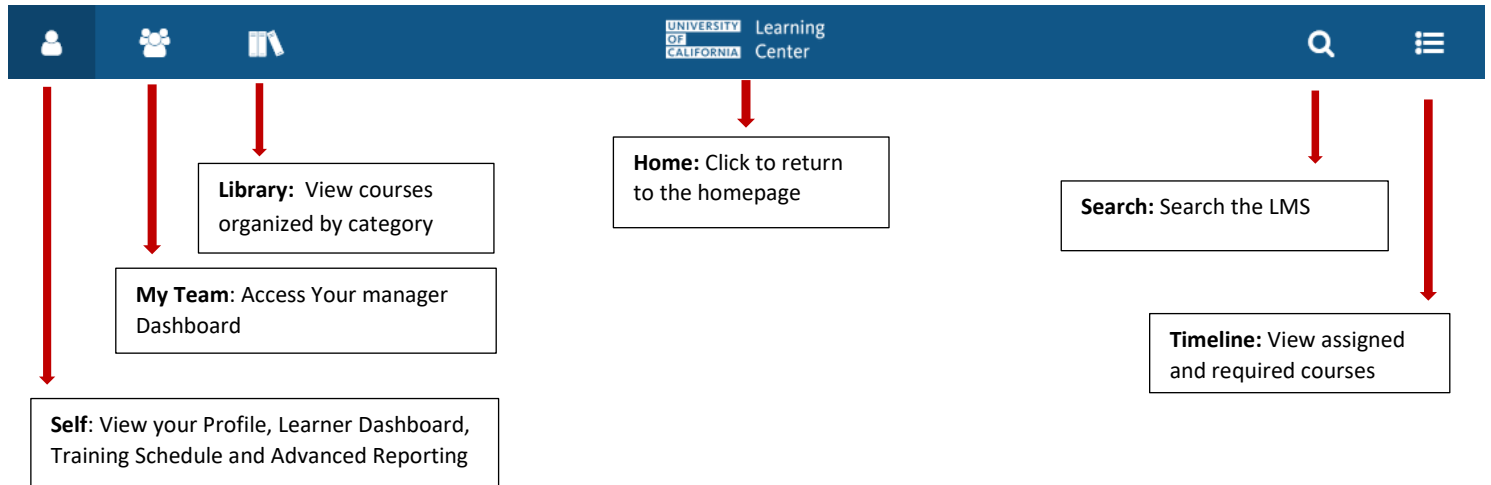 UNIVERSITY
OF
CALIFORNIA
Learning
Center
Library: View courses
organized by category
Home: Click to return
to the homepage
Search: Search the LMS
My Team: Access Your manager
Dashboard
Timeline: View assigned
and required courses
Self: View your Profile, Learner Dashboard,
Training Schedule and Advanced Reporting